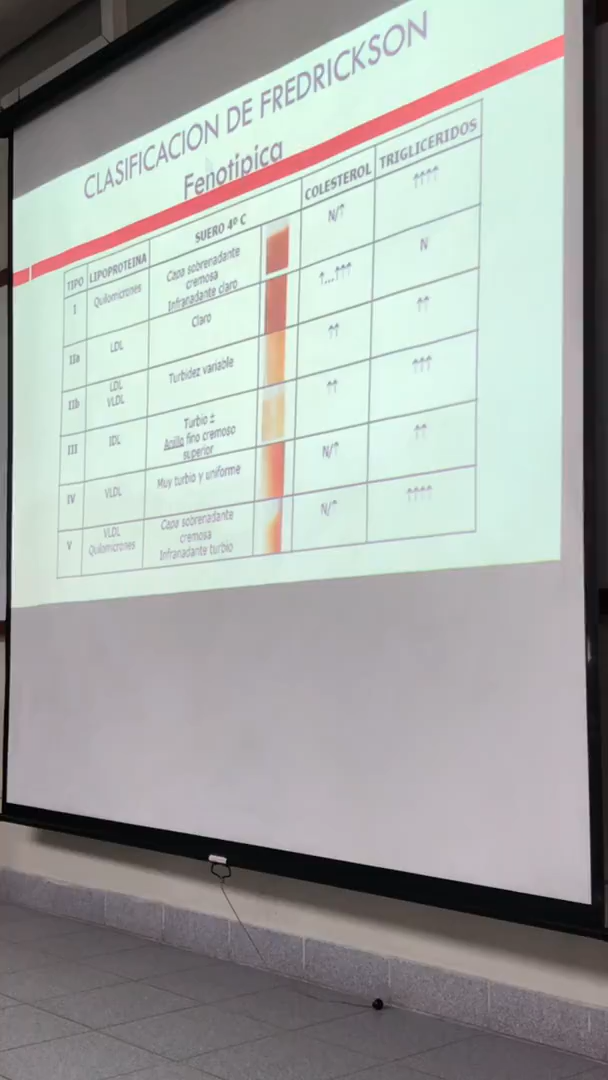 CLASIFICACION DE FREDRICKSON
Fenotípica
TIPO LIPOPROTEINA SUERO 4º C COLESTEROL TRIGLICERIDOS
I Quilomicrones Capa sobrenadante cremosa Infranadante claro N/↑ ↑↑↑↑
IIa LDL Claro ↑...↑↑↑ N
IIb LDL VLDL Turbidez variable ↑↑ ↑↑
III IDL Turbio ± Anillo fino cremoso superior ↑↑ ↑↑↑
IV VLDL Muy turbio y uniforme N/↑ ↑↑
V VLDL Quilomicrones Capa sobrenadante cremosa Infranadante turbio N/↑ ↑↑↑↑